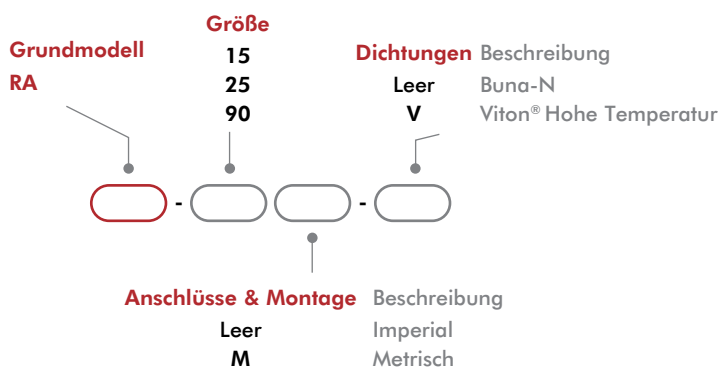 Größe
Grundmodell 15 Dichtungen Beschreibung
RA 25 Leer Buna-N
90 V Viton® Hohe Temperatur
- -
Anschlüsse & Montage Beschreibung
Leer Imperial
M Metrisch